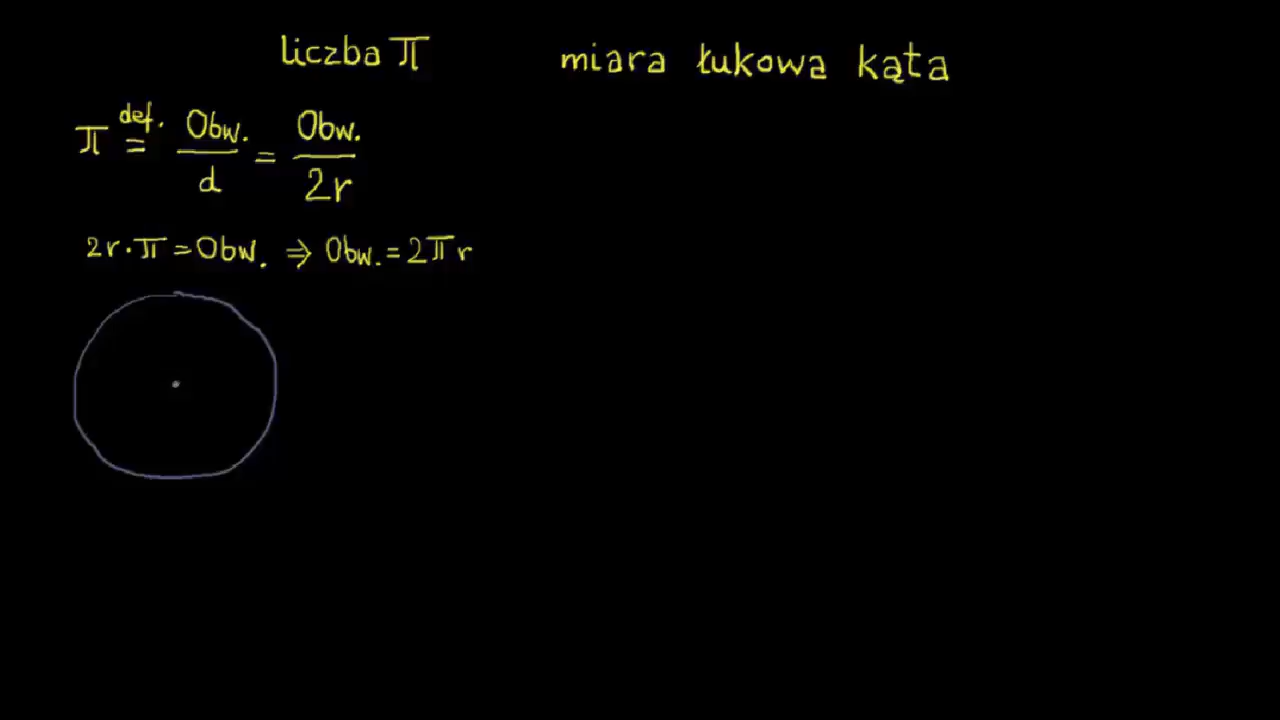 liczba π miara łukowa kąta
π def. = Obw. / d = Obw. / 2r
2r · π = Obw. ⇒ Obw. = 2πr